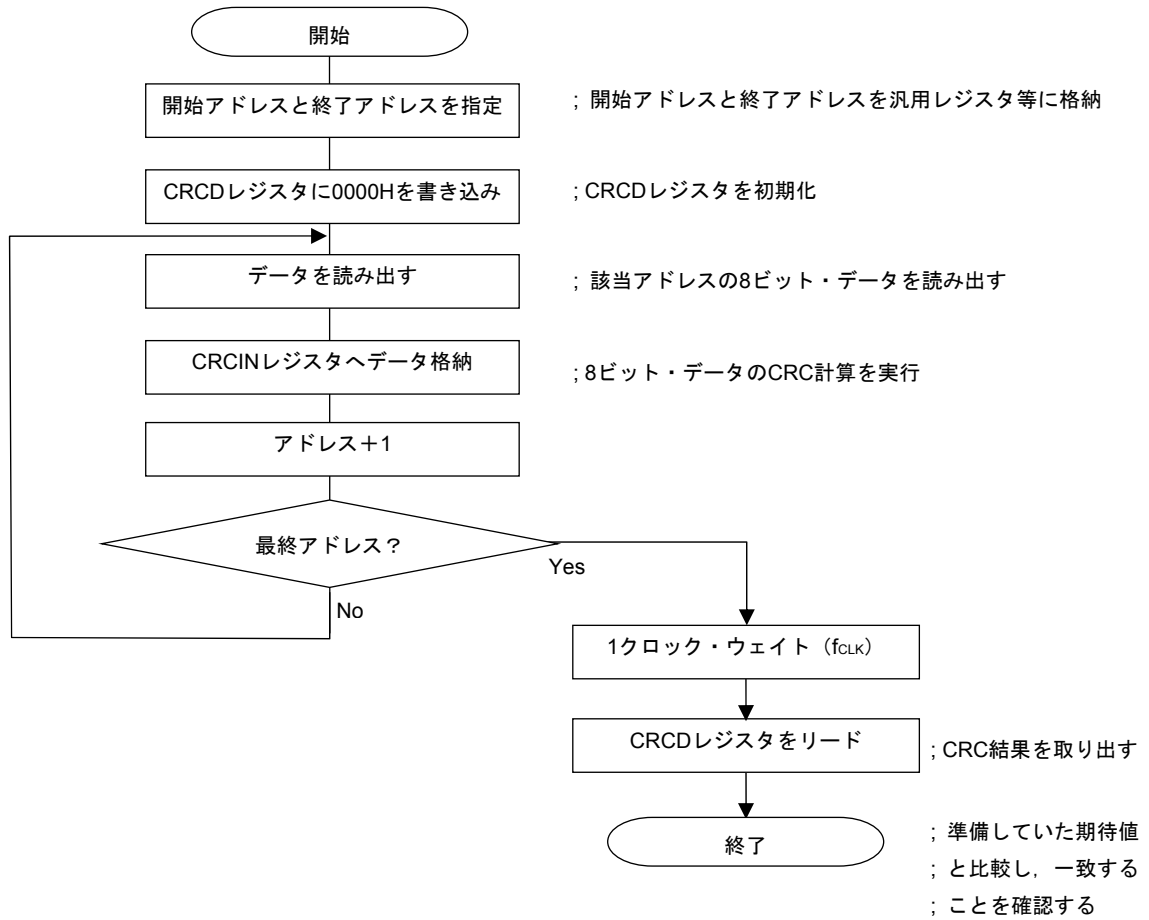 開始
開始アドレスと終了アドレスを指定
; 開始アドレスと終了アドレスを汎用レジスタ等に格納
CRCDレジスタに0000Hを書き込み
; CRCDレジスタを初期化
データを読み出す
; 該当アドレスの8ビット・データを読み出す
CRCINレジスタへデータ格納
; 8ビット・データのCRC計算を実行
アドレス+1
最終アドレス?
Yes
No
1クロック・ウェイト(fCLK)
CRCDレジスタをリード
; CRC結果を取り出す
終了
; 準備していた期待値
; と比較し,一致する
; ことを確認する